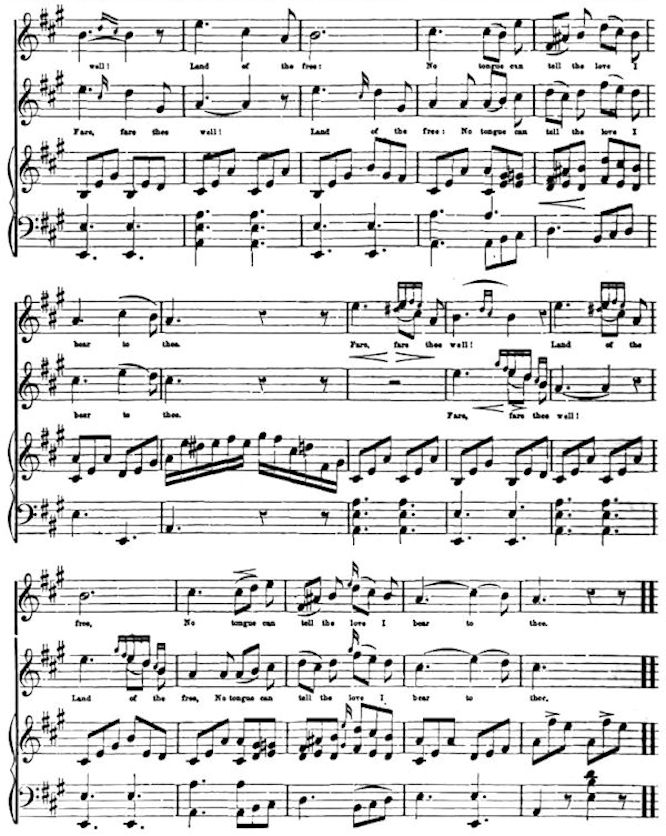 well! Land of the free: No tongue can tell the love I
Fare, fare thee well! Land of the free: No tongue can tell the love I
bear to thee. Fare, fare thee well! Land of the
bear to thee. Fare, fare thee well!
free, No tongue can tell the love I bear to thee.
Land of the free, No tongue can tell the love I bear to thee.